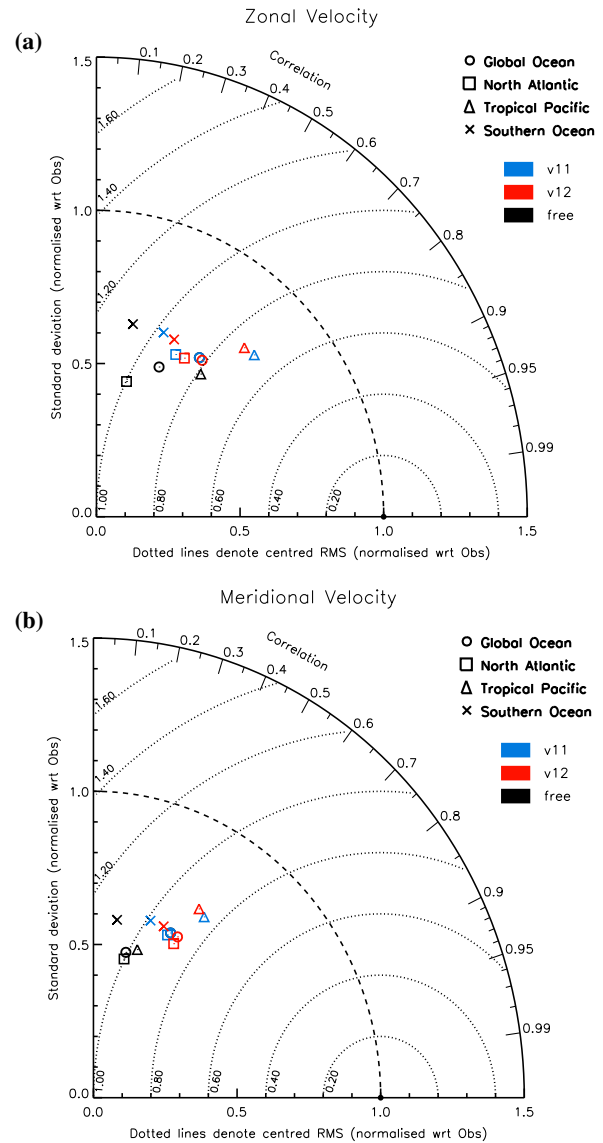 Zonal Velocity
(a)
1.5
0.1
0.2
0.3
0.4
0.5
0.6
0.7
0.8
0.9
0.95
0.99
Correlation
Global Ocean
North Atlantic
Tropical Pacific
Southern Ocean
v11
v12
free
1.60
1.40
1.20
1.00
0.80
0.60
0.40
0.20
1.0
0.5
0.0
Standard deviation (normalised wrt Obs)
0.0 0.5 1.0 1.5
Dotted lines denote centred RMS (normalised wrt Obs)
Meridional Velocity
(b)
1.5
0.1
0.2
0.3
0.4
0.5
0.6
0.7
0.8
0.9
0.95
0.99
Correlation
Global Ocean
North Atlantic
Tropical Pacific
Southern Ocean
v11
v12
free
1.60
1.40
1.20
1.00
0.80
0.60
0.40
0.20
1.0
0.5
0.0
Standard deviation (normalised wrt Obs)
0.0 0.5 1.0 1.5
Dotted lines denote centred RMS (normalised wrt Obs)